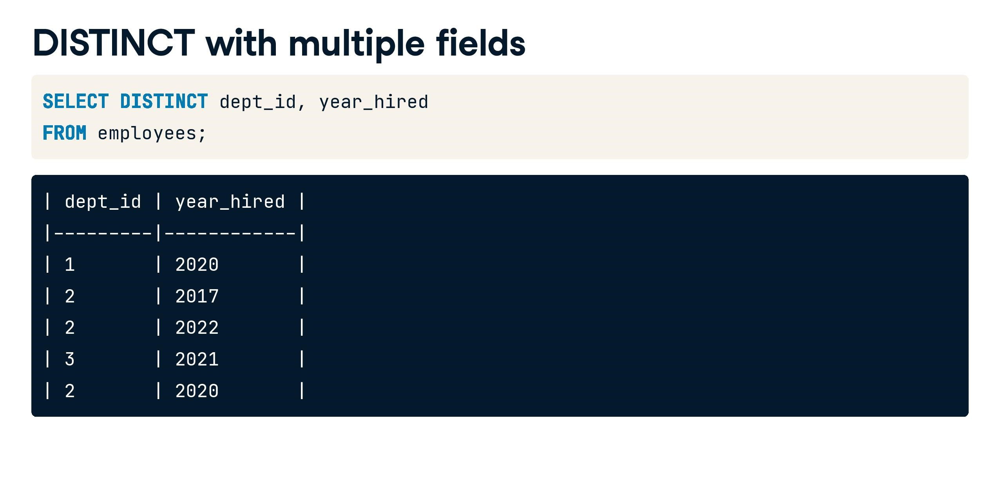 DISTINCT with multiple fields
SELECT DISTINCT dept_id, year_hired
FROM employees;
| dept_id | year_hired |
|---------|------------|
| 1       | 2020       |
| 2       | 2017       |
| 2       | 2022       |
| 3       | 2021       |
| 2       | 2020       |